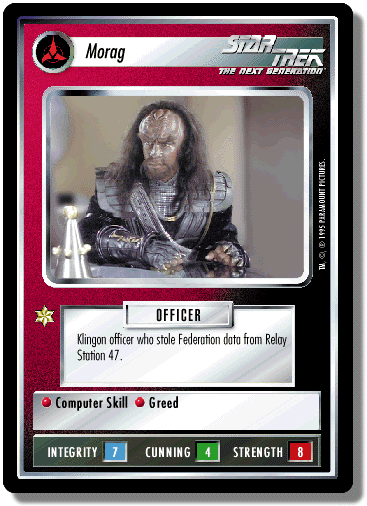 Morag
STAR TREK
THE NEXT GENERATION
TM, © ® 1995 PARAMOUNT PICTURES.
OFFICER
Klingon officer who stole Federation data from Relay
Station 47.
Computer Skill Greed
INTEGRITY 7 CUNNING 4 STRENGTH 8